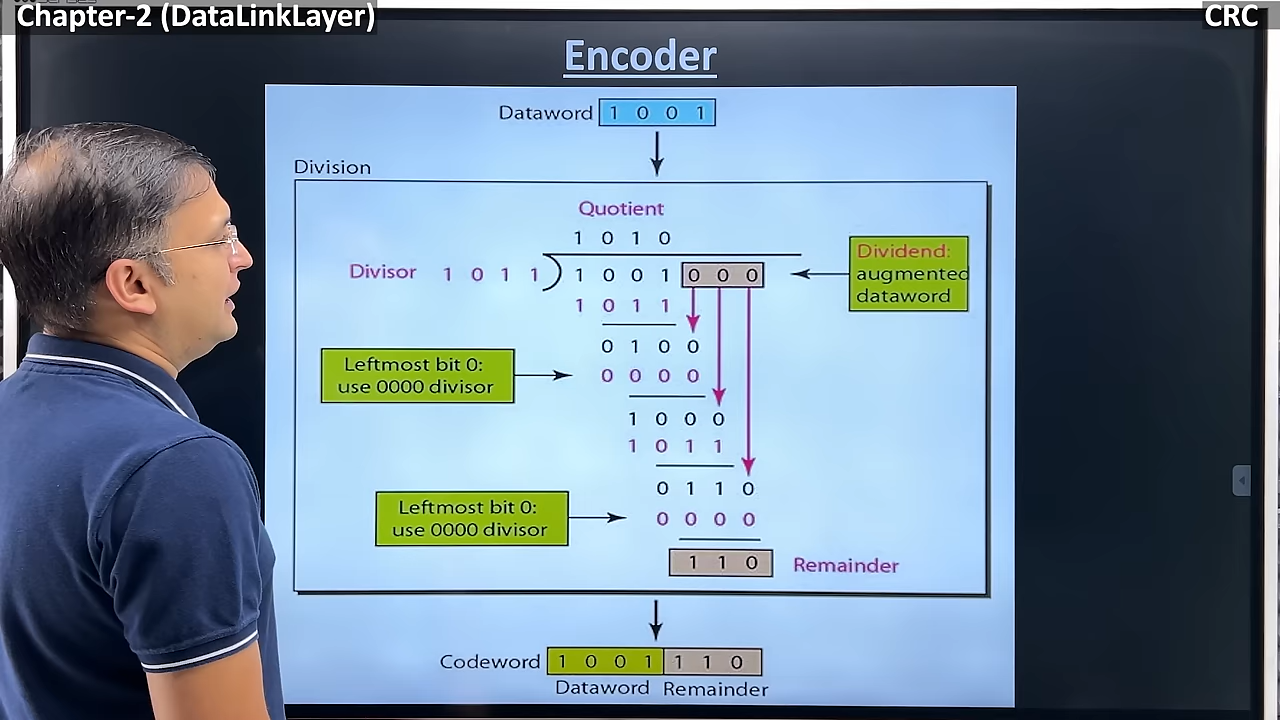 Chapter-2 (DataLinkLayer)
CRC
Encoder
Dataword 1 0 0 1
Division
Quotient
1 0 1 0
Divisor 1 0 1 1 1 0 0 1 0 0 0
Dividend:
augmented
dataword
1 0 1 1
0 1 0 0
Leftmost bit 0:
use 0000 divisor
0 0 0 0
1 0 0 0
1 0 1 1
0 1 1 0
Leftmost bit 0:
use 0000 divisor
0 0 0 0
1 1 0 Remainder
Codeword 1 0 0 1 1 1 0
Dataword Remainder